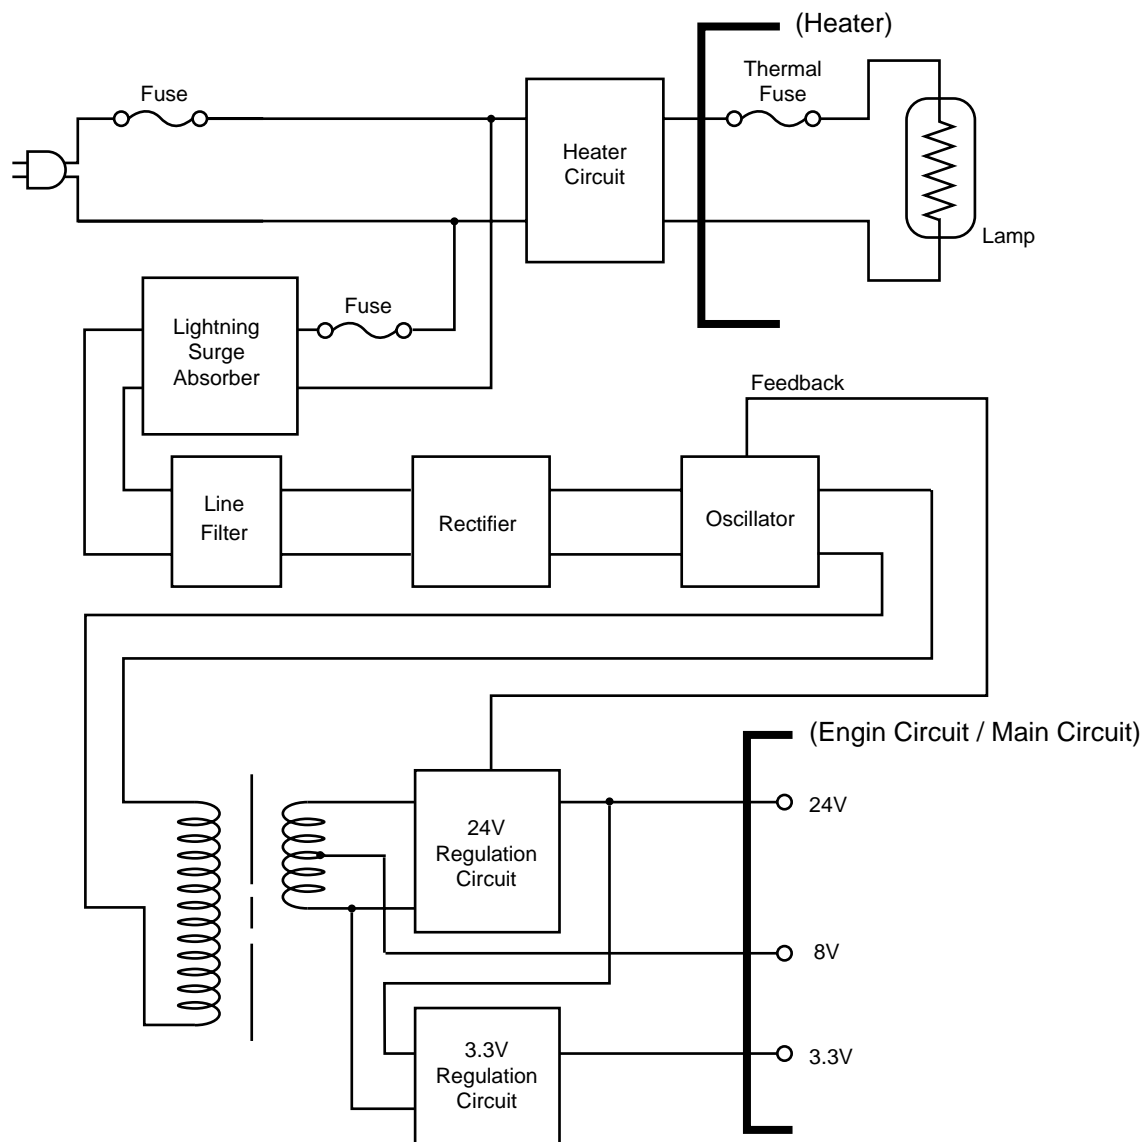 (Heater)
Thermal
Fuse
Fuse
Heater
Circuit
Lamp
Fuse
Lightning
Surge
Absorber
Feedback
Line
Filter
Rectifier
Oscillator
(Engin Circuit / Main Circuit)
24V
Regulation
Circuit
24V
8V
3.3V
Regulation
Circuit
3.3V